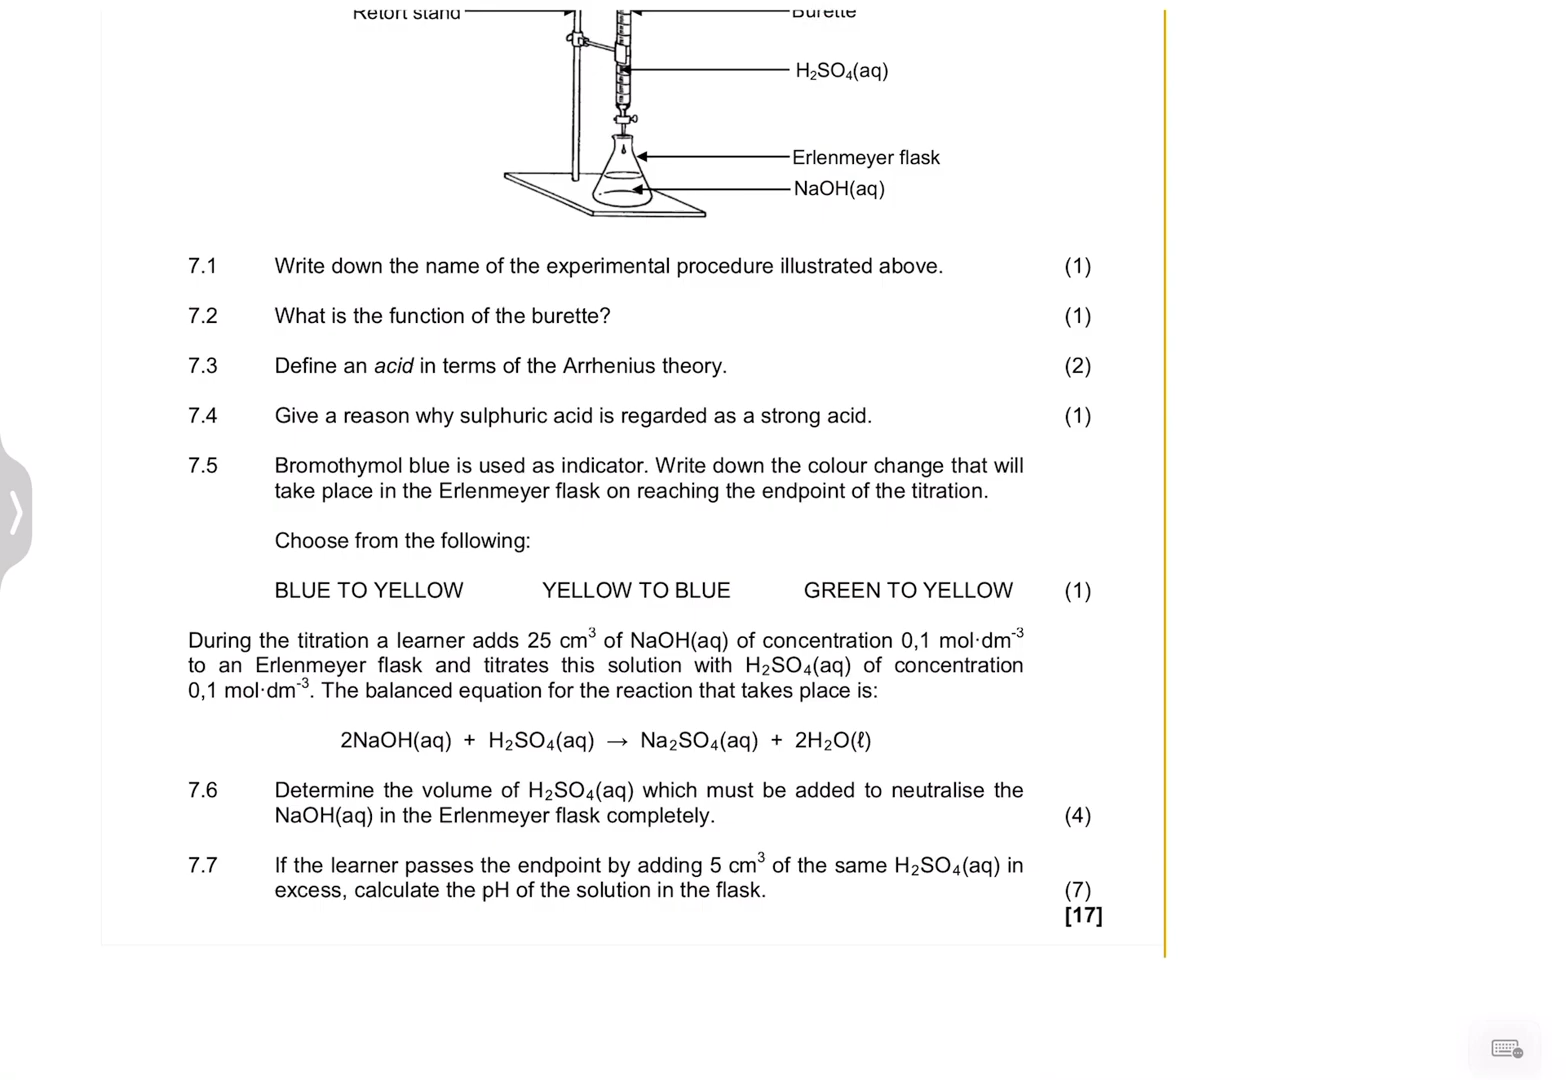 Retort stand
Burette
H₂SO₄(aq)
Erlenmeyer flask
NaOH(aq)
7.1 Write down the name of the experimental procedure illustrated above. (1)
7.2 What is the function of the burette? (1)
7.3 Define an acid in terms of the Arrhenius theory. (2)
7.4 Give a reason why sulphuric acid is regarded as a strong acid. (1)
7.5 Bromothymol blue is used as indicator. Write down the colour change that will
take place in the Erlenmeyer flask on reaching the endpoint of the titration.
Choose from the following:
BLUE TO YELLOW YELLOW TO BLUE GREEN TO YELLOW (1)
During the titration a learner adds 25 cm³ of NaOH(aq) of concentration 0,1 mol·dm⁻³
to an Erlenmeyer flask and titrates this solution with H₂SO₄(aq) of concentration
0,1 mol·dm⁻³. The balanced equation for the reaction that takes place is:
2NaOH(aq) + H₂SO₄(aq) → Na₂SO₄(aq) + 2H₂O(ℓ)
7.6 Determine the volume of H₂SO₄(aq) which must be added to neutralise the
NaOH(aq) in the Erlenmeyer flask completely. (4)
7.7 If the learner passes the endpoint by adding 5 cm³ of the same H₂SO₄(aq) in
excess, calculate the pH of the solution in the flask. (7)
[17]